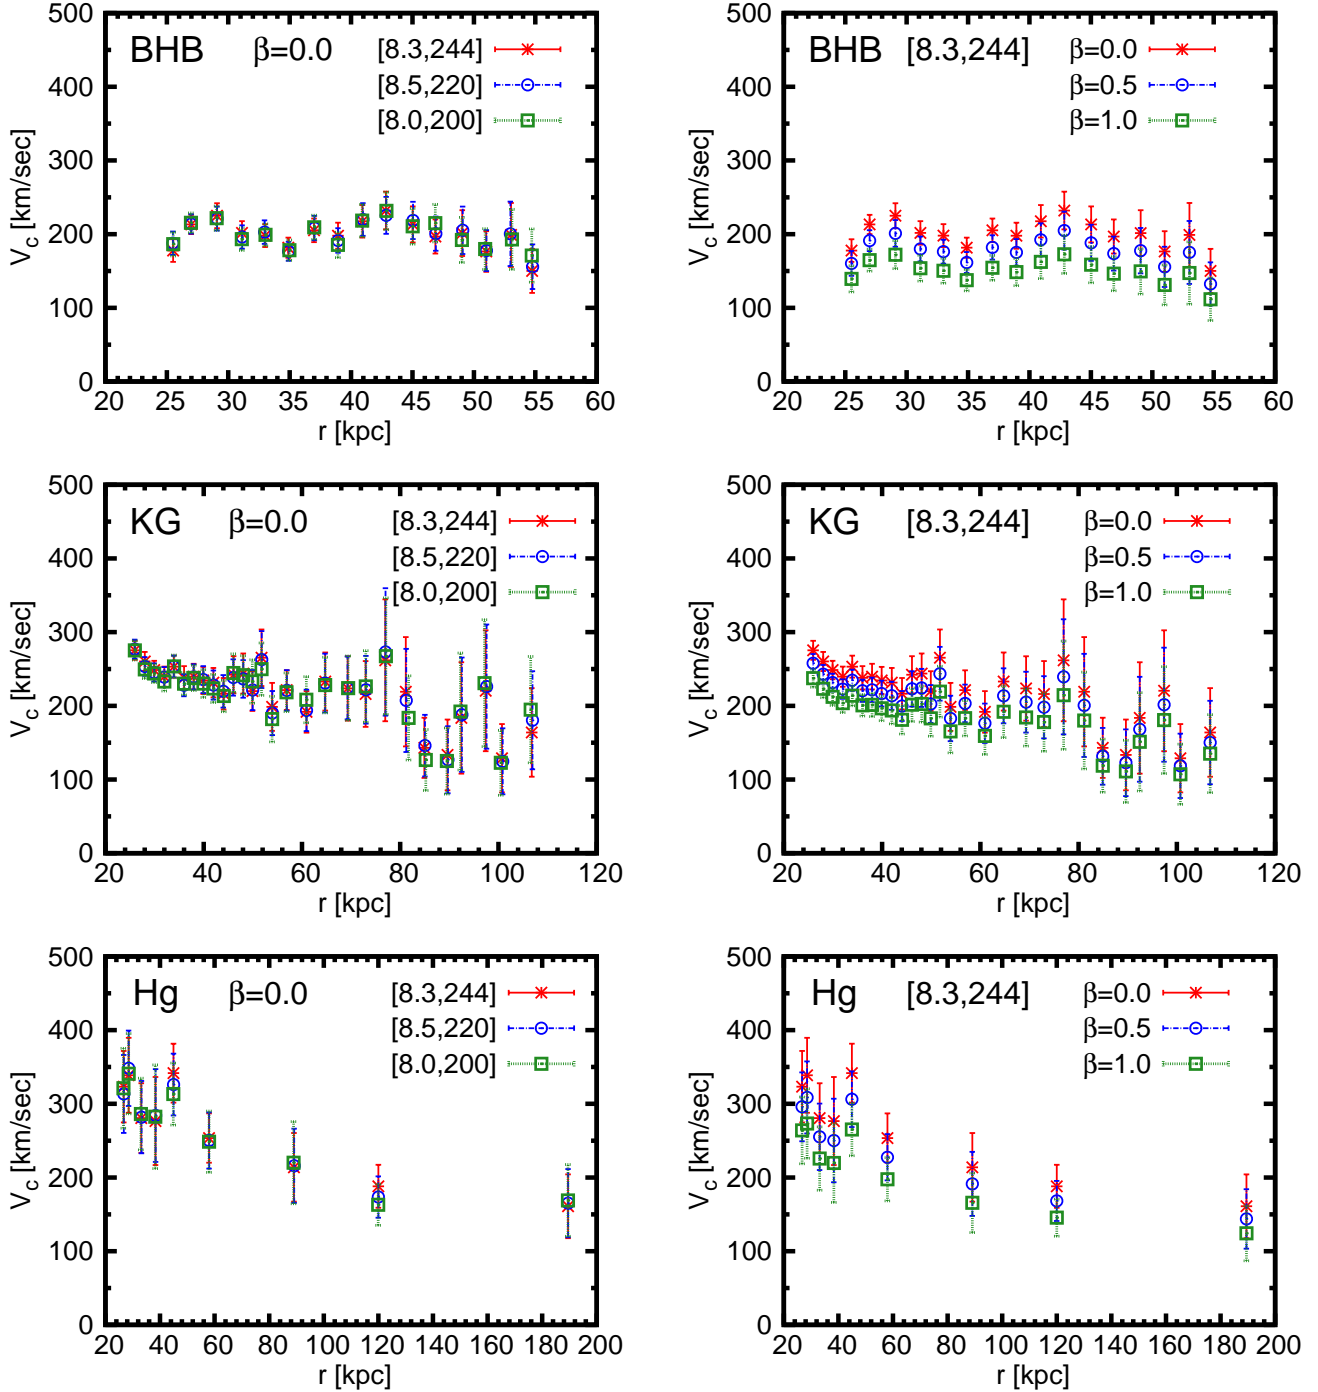 BHB β=0.0
[8.3,244]
[8.5,220]
[8.0,200]
500
400
300
200
100
0
V_c [km/sec]
20 25 30 35 40 45 50 55 60
r [kpc]
BHB [8.3,244]
β=0.0
β=0.5
β=1.0
500
400
300
200
100
0
V_c [km/sec]
20 25 30 35 40 45 50 55 60
r [kpc]
KG β=0.0
[8.3,244]
[8.5,220]
[8.0,200]
500
400
300
200
100
0
V_c [km/sec]
20 40 60 80 100 120
r [kpc]
KG [8.3,244]
β=0.0
β=0.5
β=1.0
500
400
300
200
100
0
V_c [km/sec]
20 40 60 80 100 120
r [kpc]
Hg β=0.0
[8.3,244]
[8.5,220]
[8.0,200]
500
400
300
200
100
0
V_c [km/sec]
20 40 60 80 100 120 140 160 180 200
r [kpc]
Hg [8.3,244]
β=0.0
β=0.5
β=1.0
500
400
300
200
100
0
V_c [km/sec]
20 40 60 80 100 120 140 160 180 200
r [kpc]